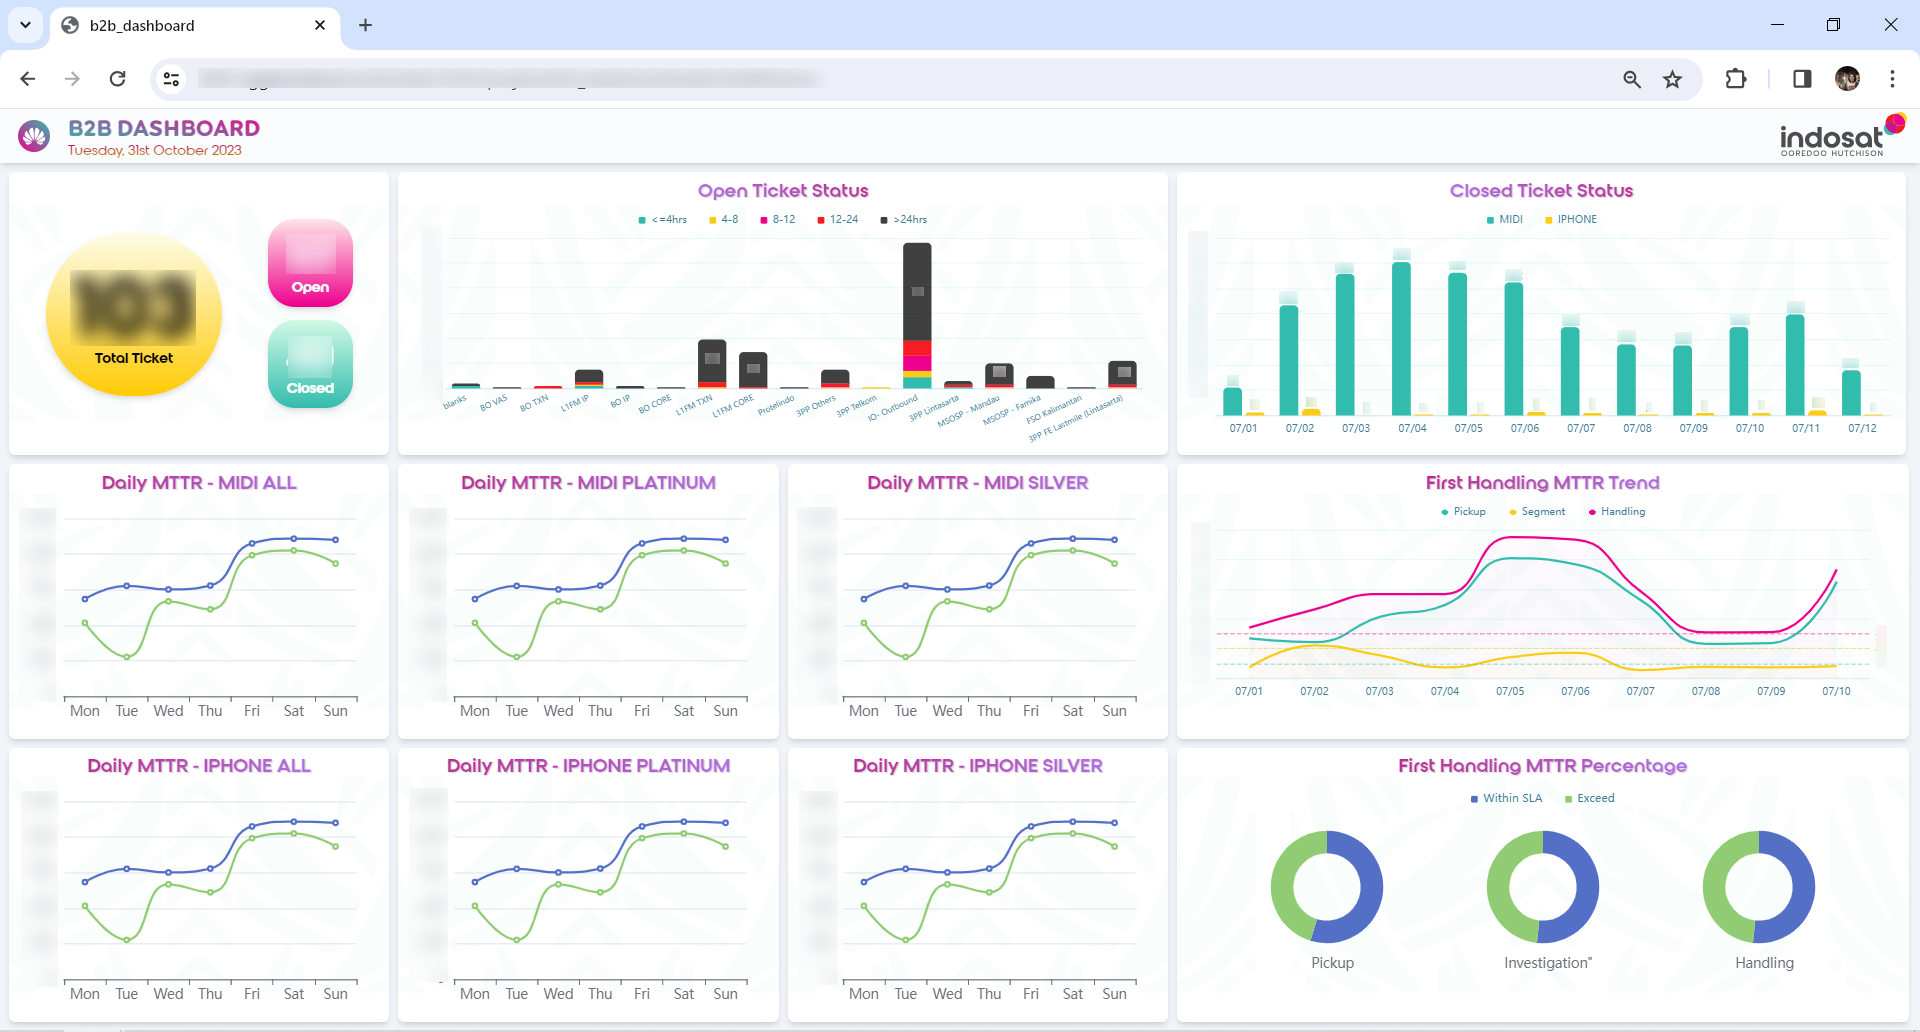 b2b_dashboard
B2B DASHBOARD
Tuesday, 31st October 2023
indosat
OOREDOO HUTCHISON
Total Ticket
Open
Closed
Open Ticket Status
<=4hrs 4-8 8-12 12-24 >24hrs
blanks BO VAS BO TXN L1FM IP BO IP BO CORE L1FM TXN L1FM CORE Protelindo 3PP Others 3PP Telkom IO- Outbound 3PP Lintasarta MSOSP - Mandau MSOSP - Famika FSO Kalimantan 3PP FE Lastmile (Lintasarta)
Closed Ticket Status
MIDI IPHONE
07/01 07/02 07/03 07/04 07/05 07/06 07/07 07/08 07/09 07/10 07/11 07/12
Daily MTTR - MIDI ALL
Mon Tue Wed Thu Fri Sat Sun
Daily MTTR - MIDI PLATINUM
Mon Tue Wed Thu Fri Sat Sun
Daily MTTR - MIDI SILVER
Mon Tue Wed Thu Fri Sat Sun
First Handling MTTR Trend
Pickup Segment Handling
07/01 07/02 07/03 07/04 07/05 07/06 07/07 07/08 07/09 07/10
Daily MTTR - IPHONE ALL
Mon Tue Wed Thu Fri Sat Sun
Daily MTTR - IPHONE PLATINUM
Mon Tue Wed Thu Fri Sat Sun
Daily MTTR - IPHONE SILVER
Mon Tue Wed Thu Fri Sat Sun
First Handling MTTR Percentage
Within SLA Exceed
Pickup Investigation" Handling